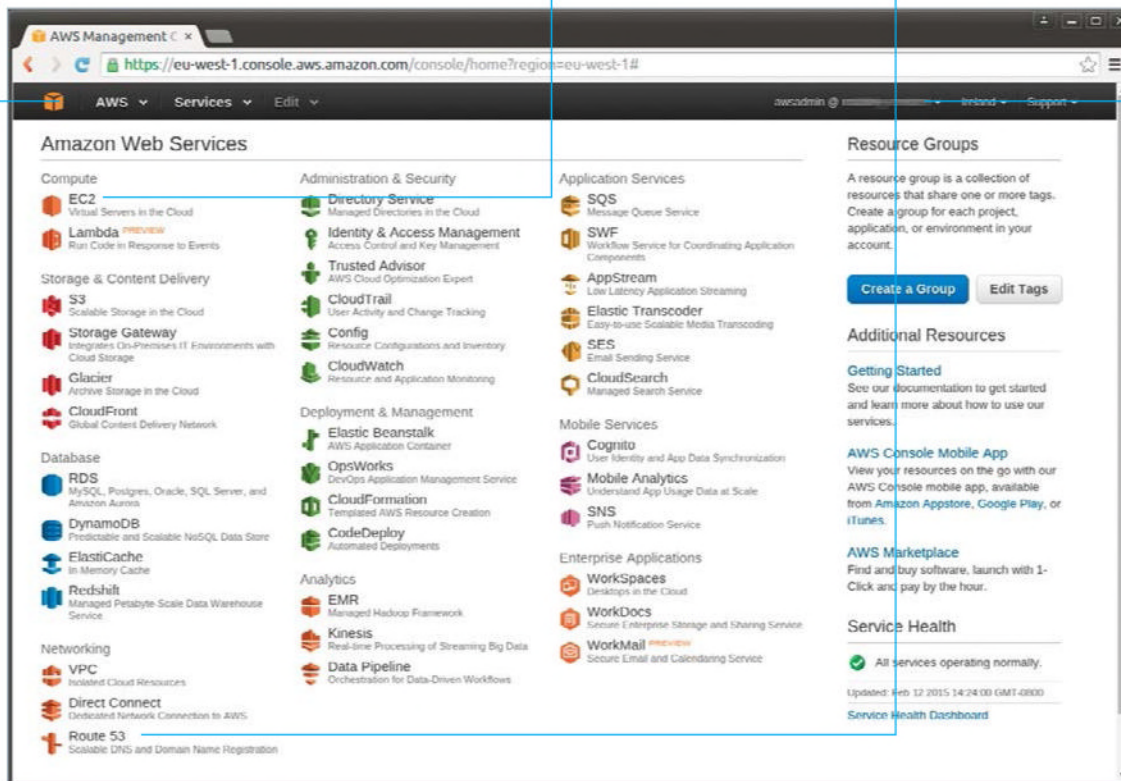 AWS Management C
https://eu-west-1.console.aws.amazon.com/console/home?region=eu-west-1#
AWS Services Edit awsadmin @ Ireland Support
Amazon Web Services
Compute
EC2
Virtual Servers in the Cloud
Lambda PREVIEW
Run Code in Response to Events
Storage & Content Delivery
S3
Scalable Storage in the Cloud
Storage Gateway
Integrates On-Premises IT Environments with
Cloud Storage
Glacier
Archive Storage in the Cloud
CloudFront
Global Content Delivery Network
Database
RDS
MySQL, Postgres, Oracle, SQL Server, and
Amazon Aurora
DynamoDB
Predictable and Scalable NoSQL Data Store
ElastiCache
In-Memory Cache
Redshift
Managed Petabyte-Scale Data Warehouse
Service
Networking
VPC
Isolated Cloud Resources
Direct Connect
Dedicated Network Connection to AWS
Route 53
Scalable DNS and Domain Name Registration
Administration & Security
Directory Service
Managed Directories in the Cloud
Identity & Access Management
Access Control and Key Management
Trusted Advisor
AWS Cloud Optimization Expert
CloudTrail
User Activity and Change Tracking
Config
Resource Configurations and Inventory
CloudWatch
Resource and Application Monitoring
Deployment & Management
Elastic Beanstalk
AWS Application Container
OpsWorks
DevOps Application Management Service
CloudFormation
Templated AWS Resource Creation
CodeDeploy
Automated Deployments
Analytics
EMR
Managed Hadoop Framework
Kinesis
Real-time Processing of Streaming Big Data
Data Pipeline
Orchestration for Data-Driven Workflows
Application Services
SQS
Message Queue Service
SWF
Workflow Service for Coordinating Application
Components
AppStream
Low Latency Application Streaming
Elastic Transcoder
Easy-to-use Scalable Media Transcoding
SES
Email Sending Service
CloudSearch
Managed Search Service
Mobile Services
Cognito
User Identity and App Data Synchronization
Mobile Analytics
Understand App Usage Data at Scale
SNS
Push Notification Service
Enterprise Applications
WorkSpaces
Desktops in the Cloud
WorkDocs
Secure Enterprise Storage and Sharing Service
WorkMail PREVIEW
Secure Email and Calendaring Service
Resource Groups
A resource group is a collection of
resources that share one or more tags.
Create a group for each project,
application, or environment in your
account.
Create a Group Edit Tags
Additional Resources
Getting Started
See our documentation to get started
and learn more about how to use our
services.
AWS Console Mobile App
View your resources on the go with our
AWS Console mobile app, available
from Amazon Appstore, Google Play, or
iTunes.
AWS Marketplace
Find and buy software, launch with 1-
Click and pay by the hour.
Service Health
All services operating normally.
Updated: Feb 12 2015 14:24:00 GMT-0800
Service Health Dashboard